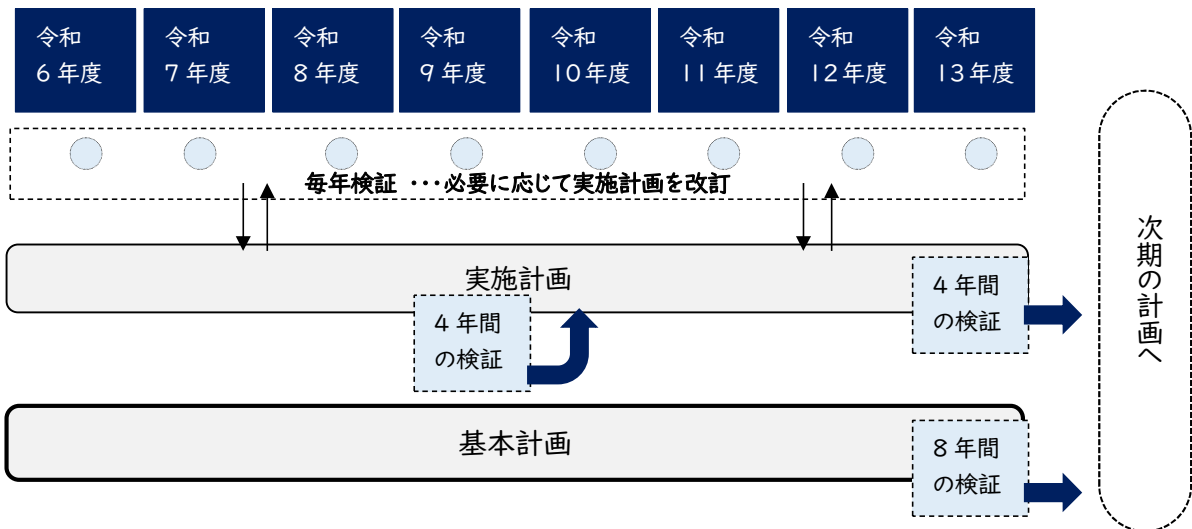 令和
6年度
令和
7年度
令和
8年度
令和
9年度
令和
10年度
令和
11年度
令和
12年度
令和
13年度
毎年検証 ・・・必要に応じて実施計画を改訂
実施計画
4年間
の検証
4年間
の検証
基本計画
8年間
の検証
次期の計画へ